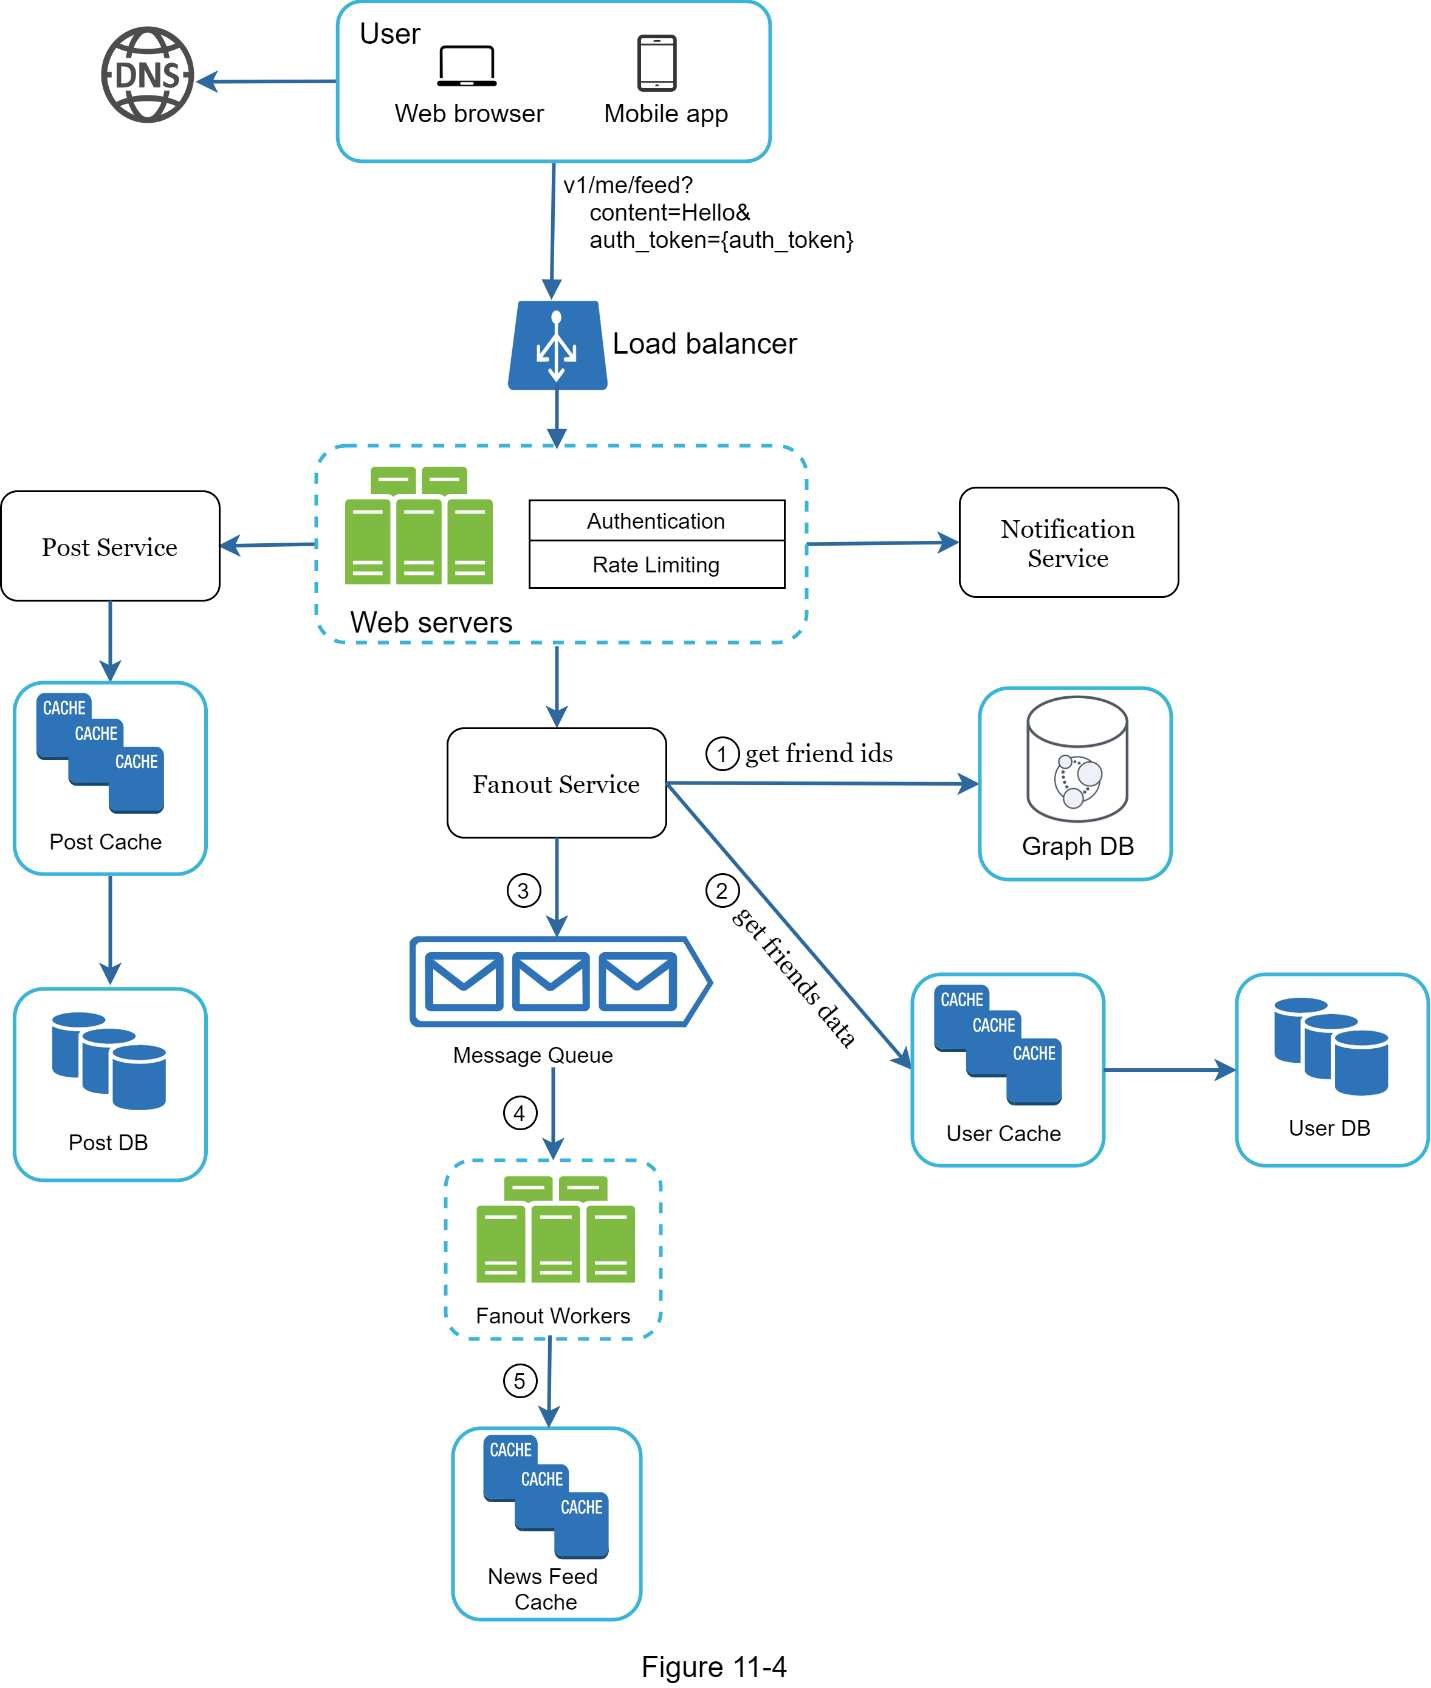 DNS
User
Web browser
Mobile app
v1/me/feed?
content=Hello&
auth_token={auth_token}
Load balancer
Post Service
Authentication
Rate Limiting
Web servers
Notification
Service
CACHE
CACHE
CACHE
Post Cache
Fanout Service
1 get friend ids
Graph DB
2 get friends data
3
Message Queue
CACHE
CACHE
CACHE
User Cache
User DB
Post DB
4
Fanout Workers
5
CACHE
CACHE
CACHE
News Feed
Cache
Figure 11-4